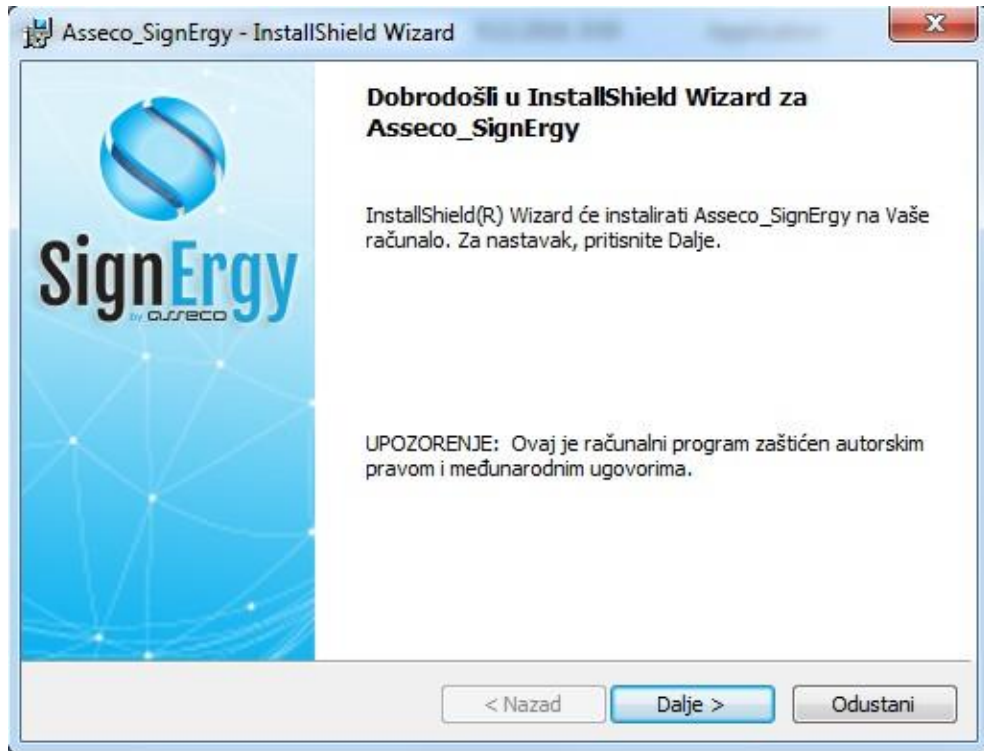 Asseco_SignErgy - InstallShield Wizard
Dobrodošli u InstallShield Wizard za
Asseco_SignErgy
InstallShield(R) Wizard će instalirati Asseco_SignErgy na Vaše
računalo. Za nastavak, pritisnite Dalje.
SignErgy
by asseco
UPOZORENJE:  Ovaj je računalni program zaštićen autorskim
pravom i međunarodnim ugovorima.
< Nazad
Dalje >
Odustani